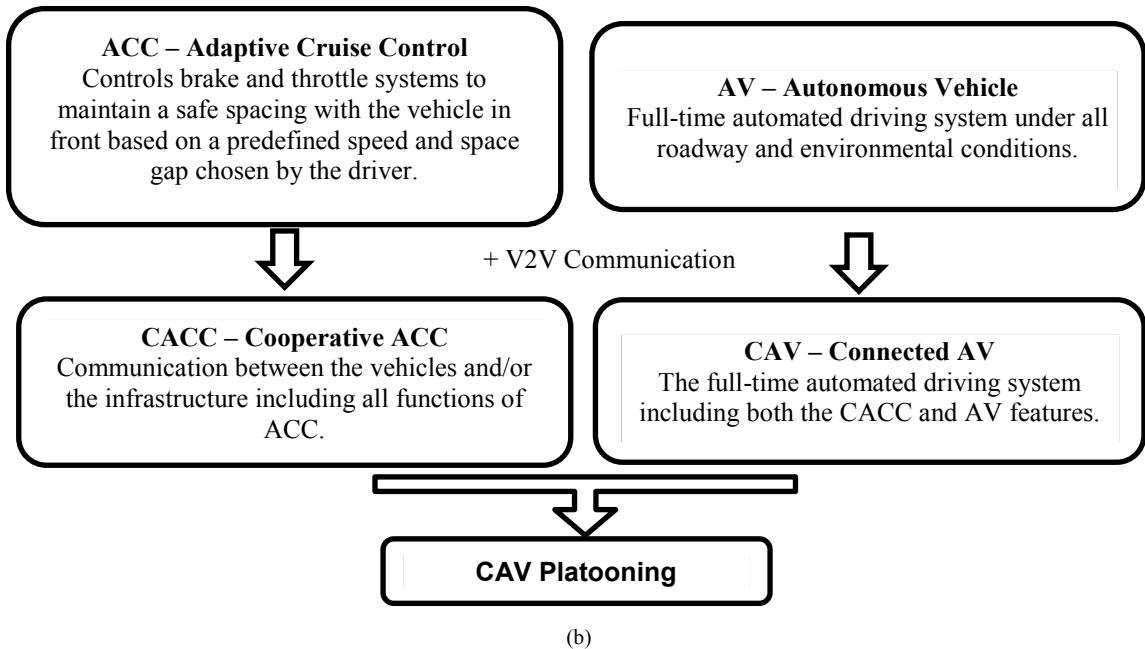 ACC – Adaptive Cruise Control
Controls brake and throttle systems to
maintain a safe spacing with the vehicle in
front based on a predefined speed and space
gap chosen by the driver.
AV – Autonomous Vehicle
Full-time automated driving system under all
roadway and environmental conditions.
+ V2V Communication
CACC – Cooperative ACC
Communication between the vehicles and/or
the infrastructure including all functions of
ACC.
CAV – Connected AV
The full-time automated driving system
including both the CACC and AV features.
CAV Platooning
(b)